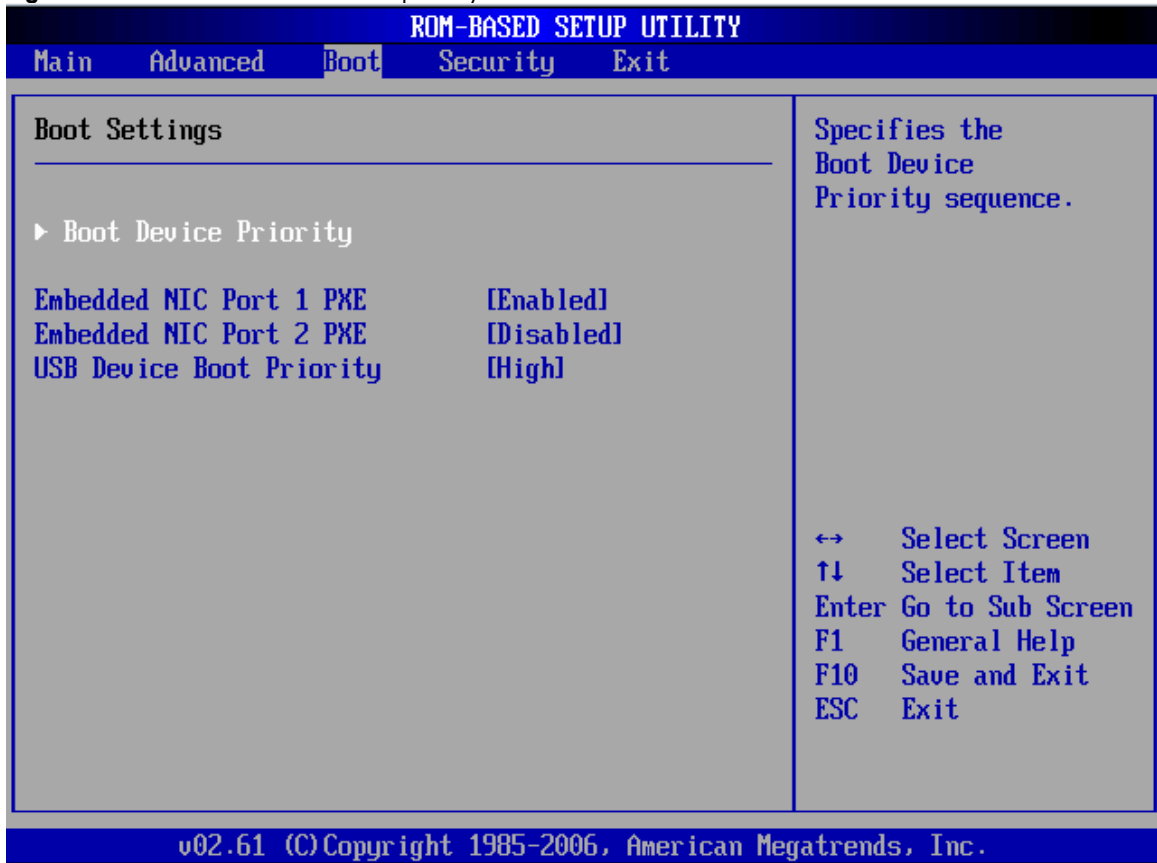 ROM-BASED SETUP UTILITY
Main Advanced Boot Security Exit
Boot Settings
▶ Boot Device Priority
Embedded NIC Port 1 PXE [Enabled]
Embedded NIC Port 2 PXE [Disabled]
USB Device Boot Priority [High]
Specifies the
Boot Device
Priority sequence.
←→ Select Screen
↑↓ Select Item
Enter Go to Sub Screen
F1 General Help
F10 Save and Exit
ESC Exit
v02.61 (C)Copyright 1985-2006, American Megatrends, Inc.